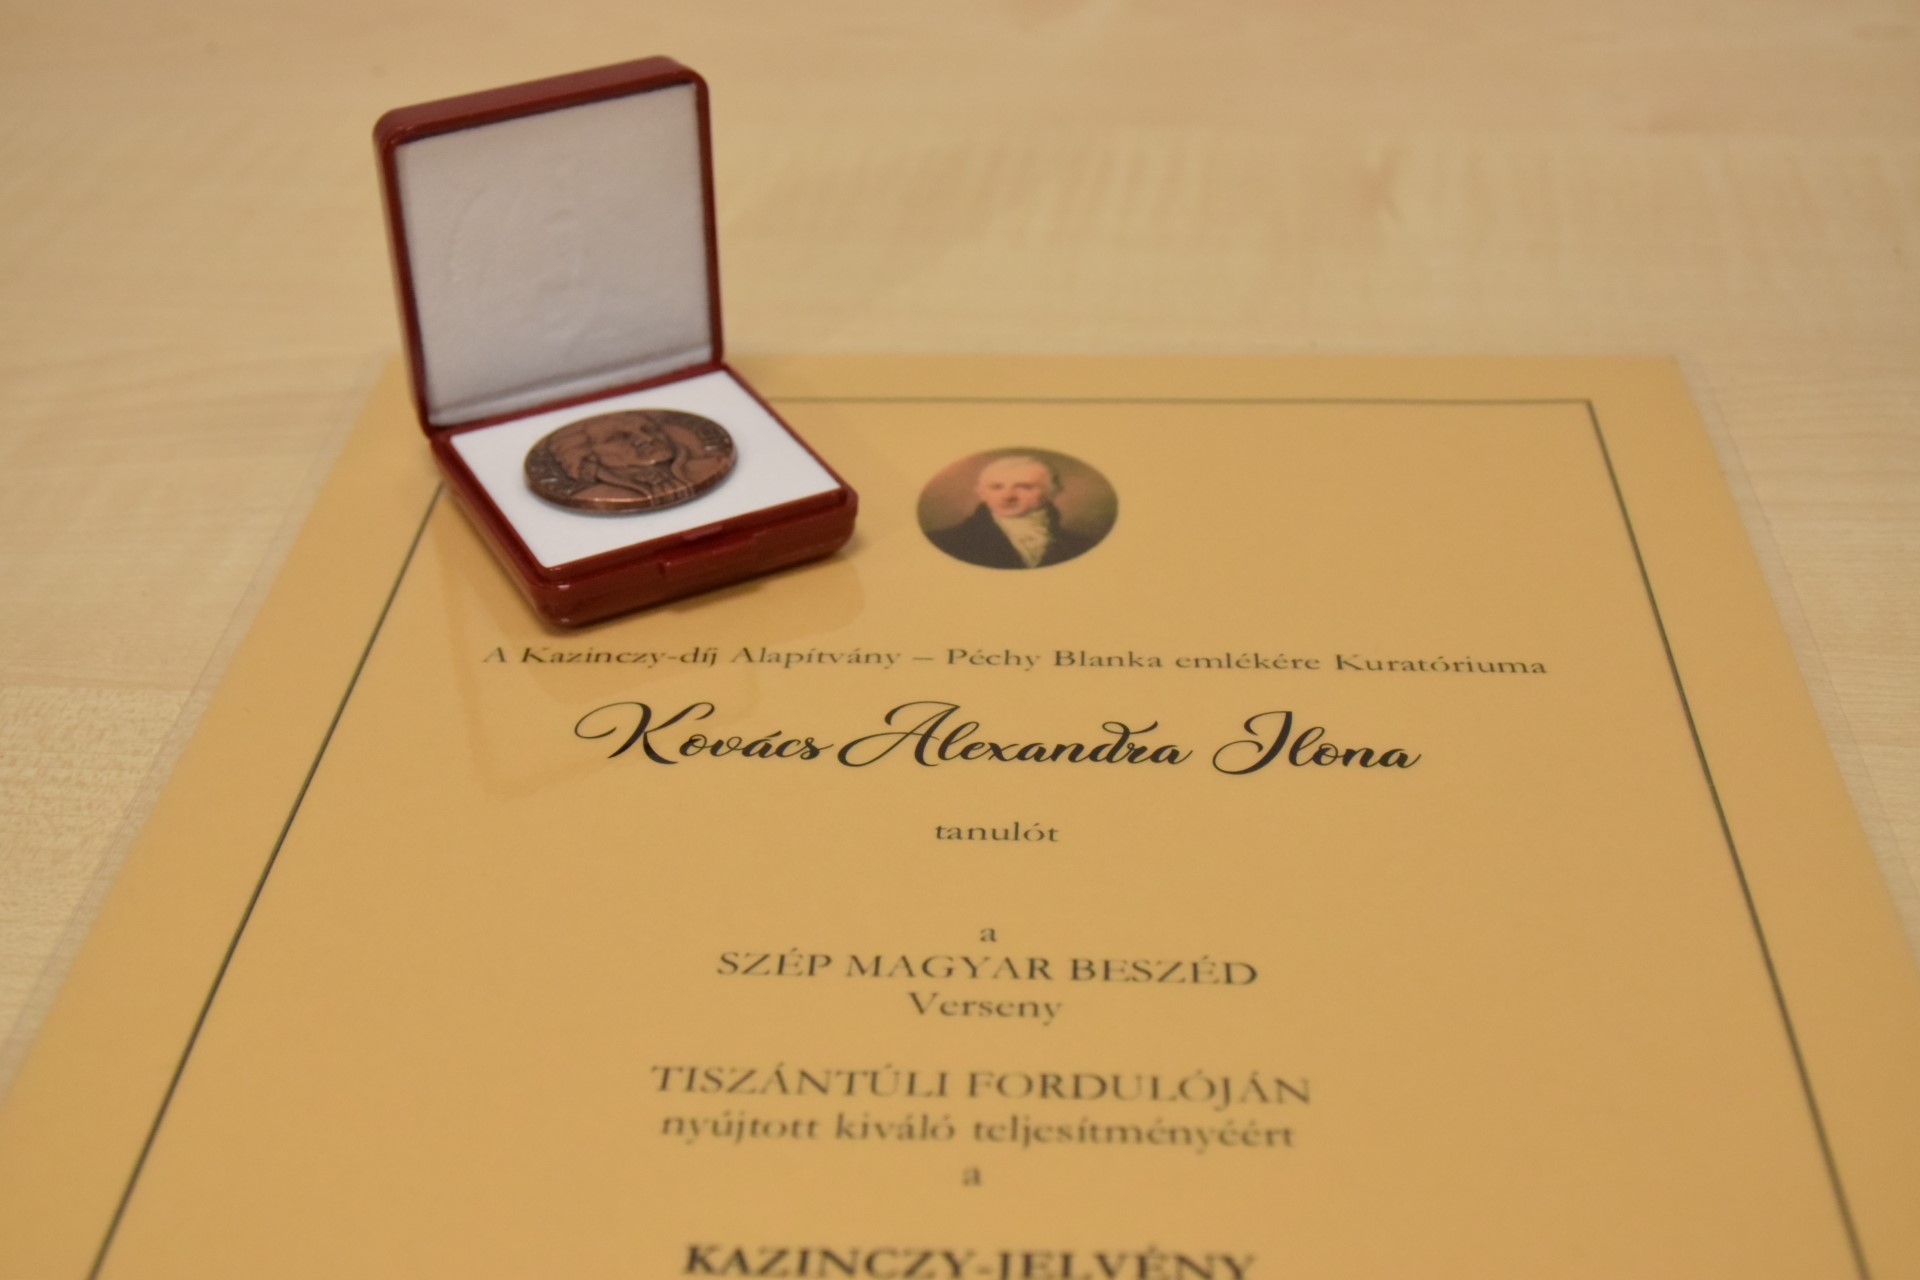 A Kazinczy-díj Alapítvány – Péchy Blanka emlékére Kuratóriuma
Kovács Alexandra Ilona
tanulót
a
SZÉP MAGYAR BESZÉD
Verseny
TISZÁNTÚLI FORDULÓJÁN
nyújtott kiváló teljesítményéért
a
KAZINCZY-JELVÉNY